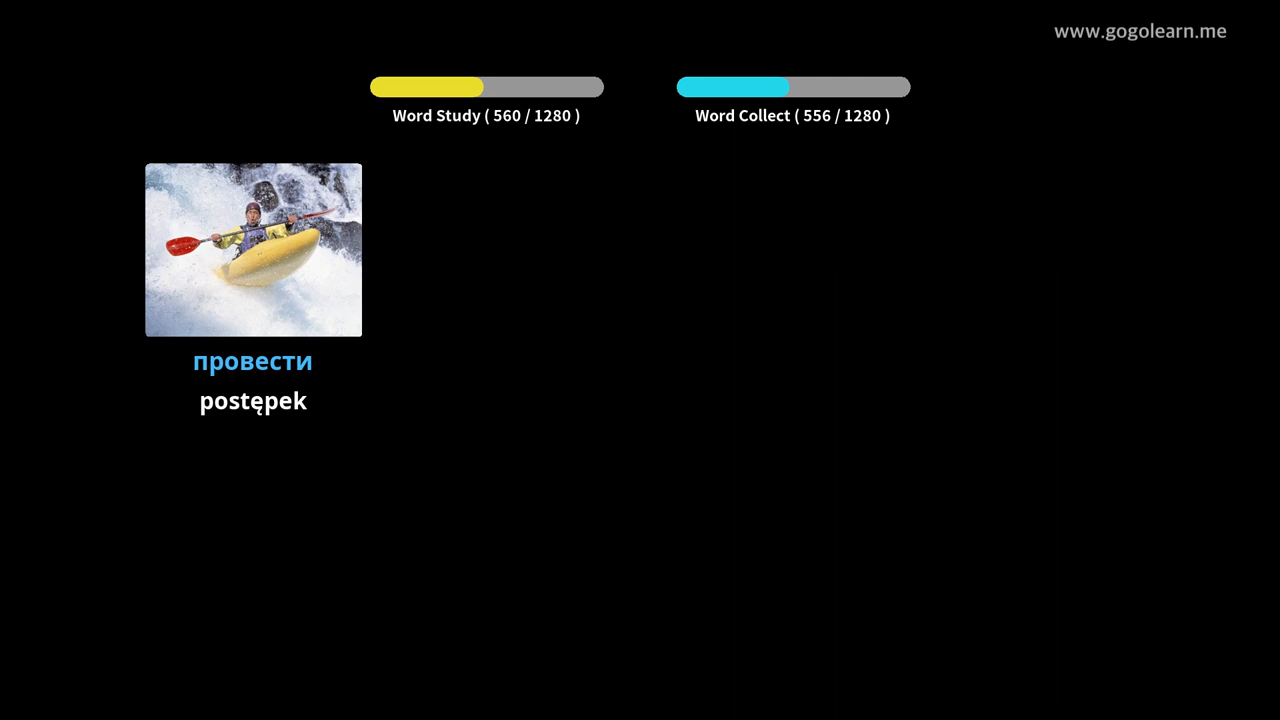 www.gogolearn.me
Word Study ( 560 / 1280 )
Word Collect ( 556 / 1280 )
провести
postępek